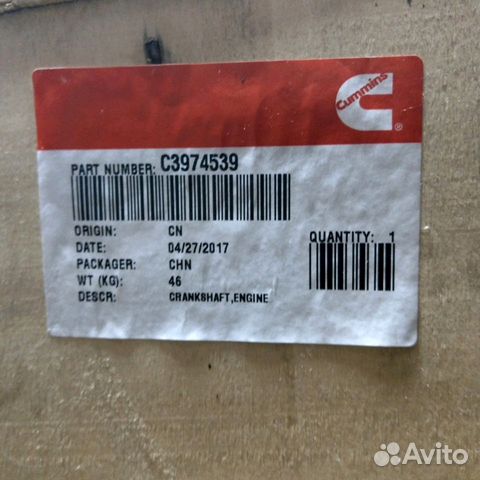 Cummins
®
PART NUMBER: C3974539
ORIGIN: CN
DATE: 04/27/2017
PACKAGER: CHN
WT (KG): 46
DESCR: CRANKSHAFT,ENGINE
QUANTITY: 1
Avito